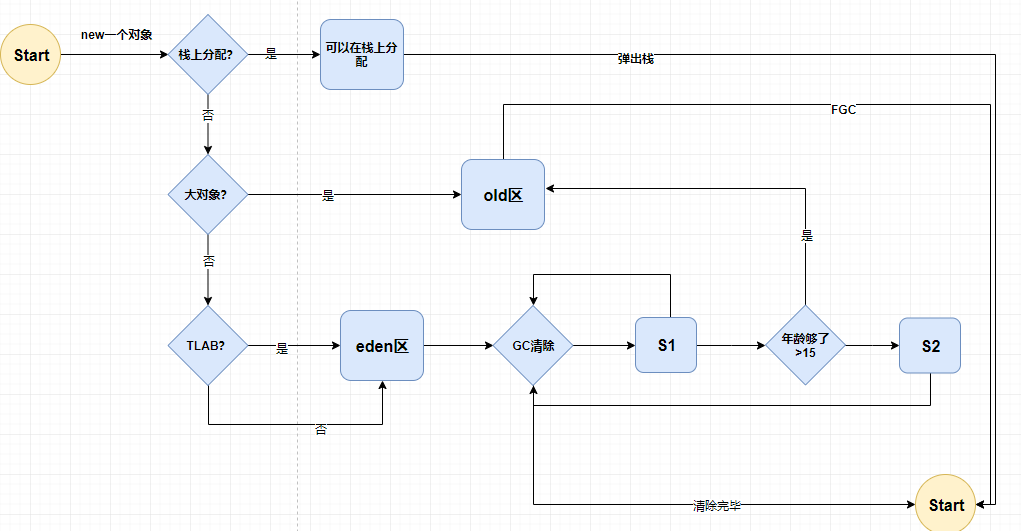 new一个对象
Start
栈上分配?
是
可以在栈上分
配
弹出栈
否
FGC
大对象?
是
old区
是
否
TLAB?
是
eden区
GC清除
S1
年龄够了
>15
S2
否
清除完毕
Start